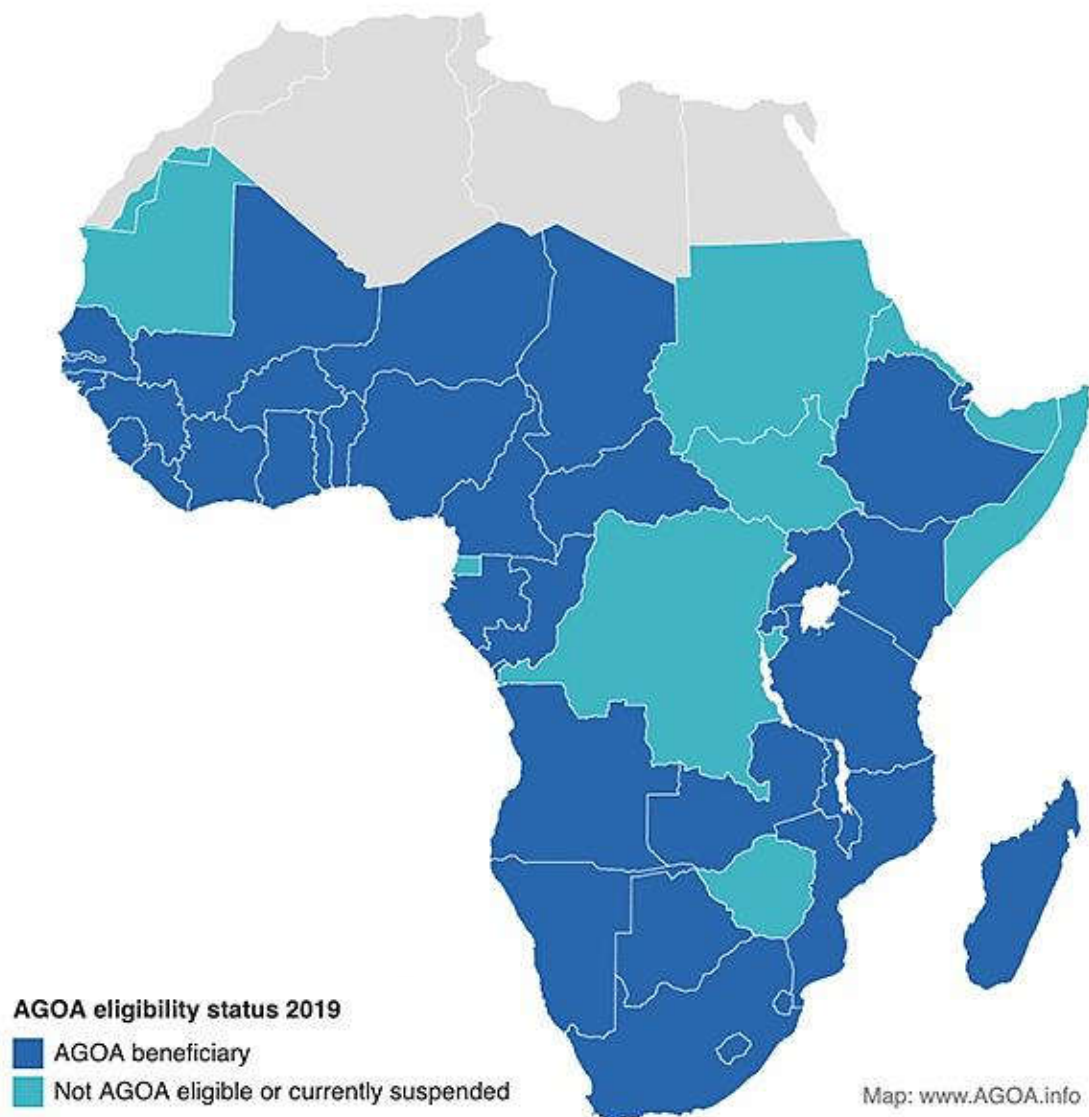 AGOA eligibility status 2019
AGOA beneficiary
Not AGOA eligible or currently suspended
Map: www.AGOA.info